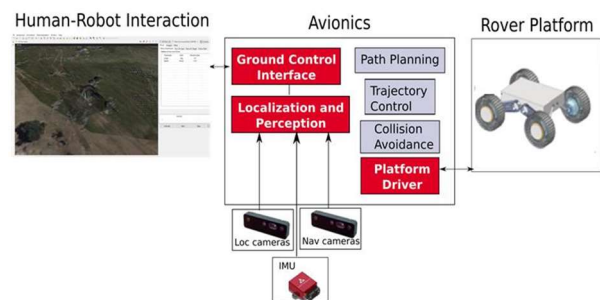 Human-Robot Interaction
Avionics
Rover Platform
Ground Control
Interface
Localization and
Perception
Path Planning
Trajectory
Control
Collision
Avoidance
Platform
Driver
Loc cameras
Nav cameras
IMU